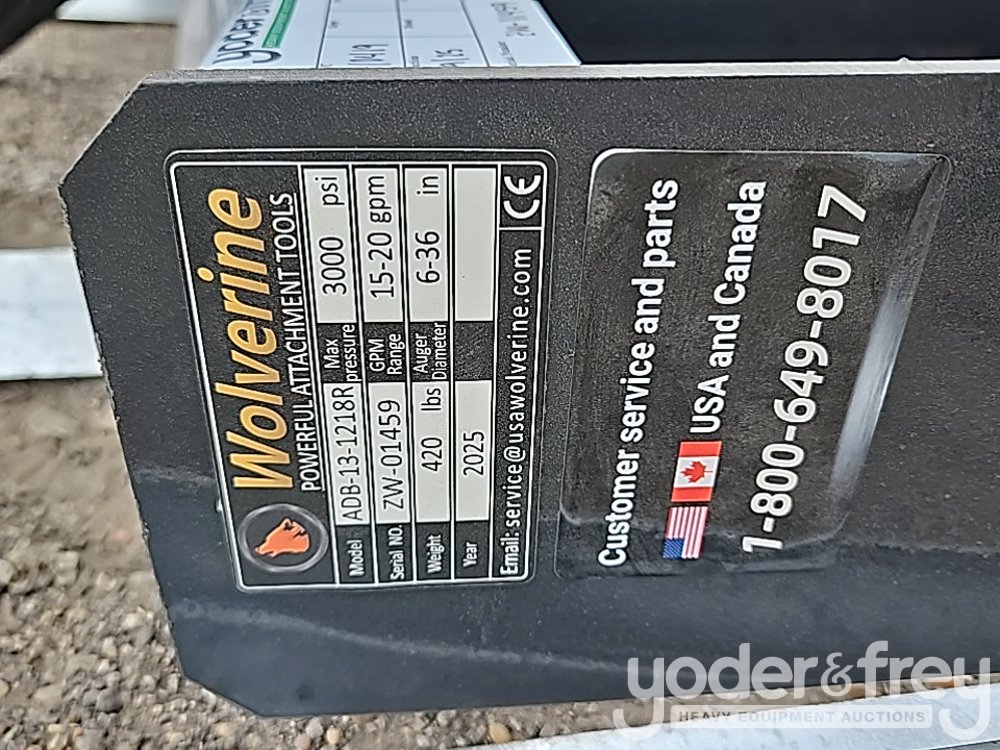 Wolverine
POWERFUL ATTACHMENT TOOLS
Model ADB-13-1218R Max pressure 3000 psi
Serial NO. ZW-01459 GPM Range 15-20 gpm
Weight 420 lbs Auger Diameter 6-36 in
Year 2025
Email: service@usawolverine.com CE
Customer service and parts
USA and Canada
1-800-649-8017
yoder&frey
HEAVY EQUIPMENT AUCTIONS